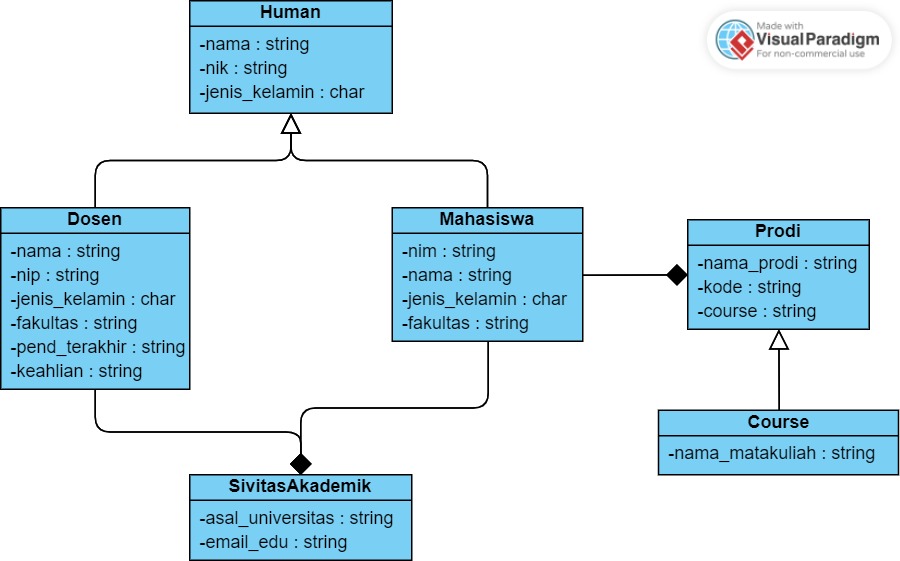 Human
-nama : string
-nik : string
-jenis_kelamin : char
Made with
Visual Paradigm
For non-commercial use
Dosen
-nama : string
-nip : string
-jenis_kelamin : char
-fakultas : string
-pend_terakhir : string
-keahlian : string
Mahasiswa
-nim : string
-nama : string
-jenis_kelamin : char
-fakultas : string
Prodi
-nama_prodi : string
-kode : string
-course : string
Course
-nama_matakuliah : string
SivitasAkademik
-asal_universitas : string
-email_edu : string